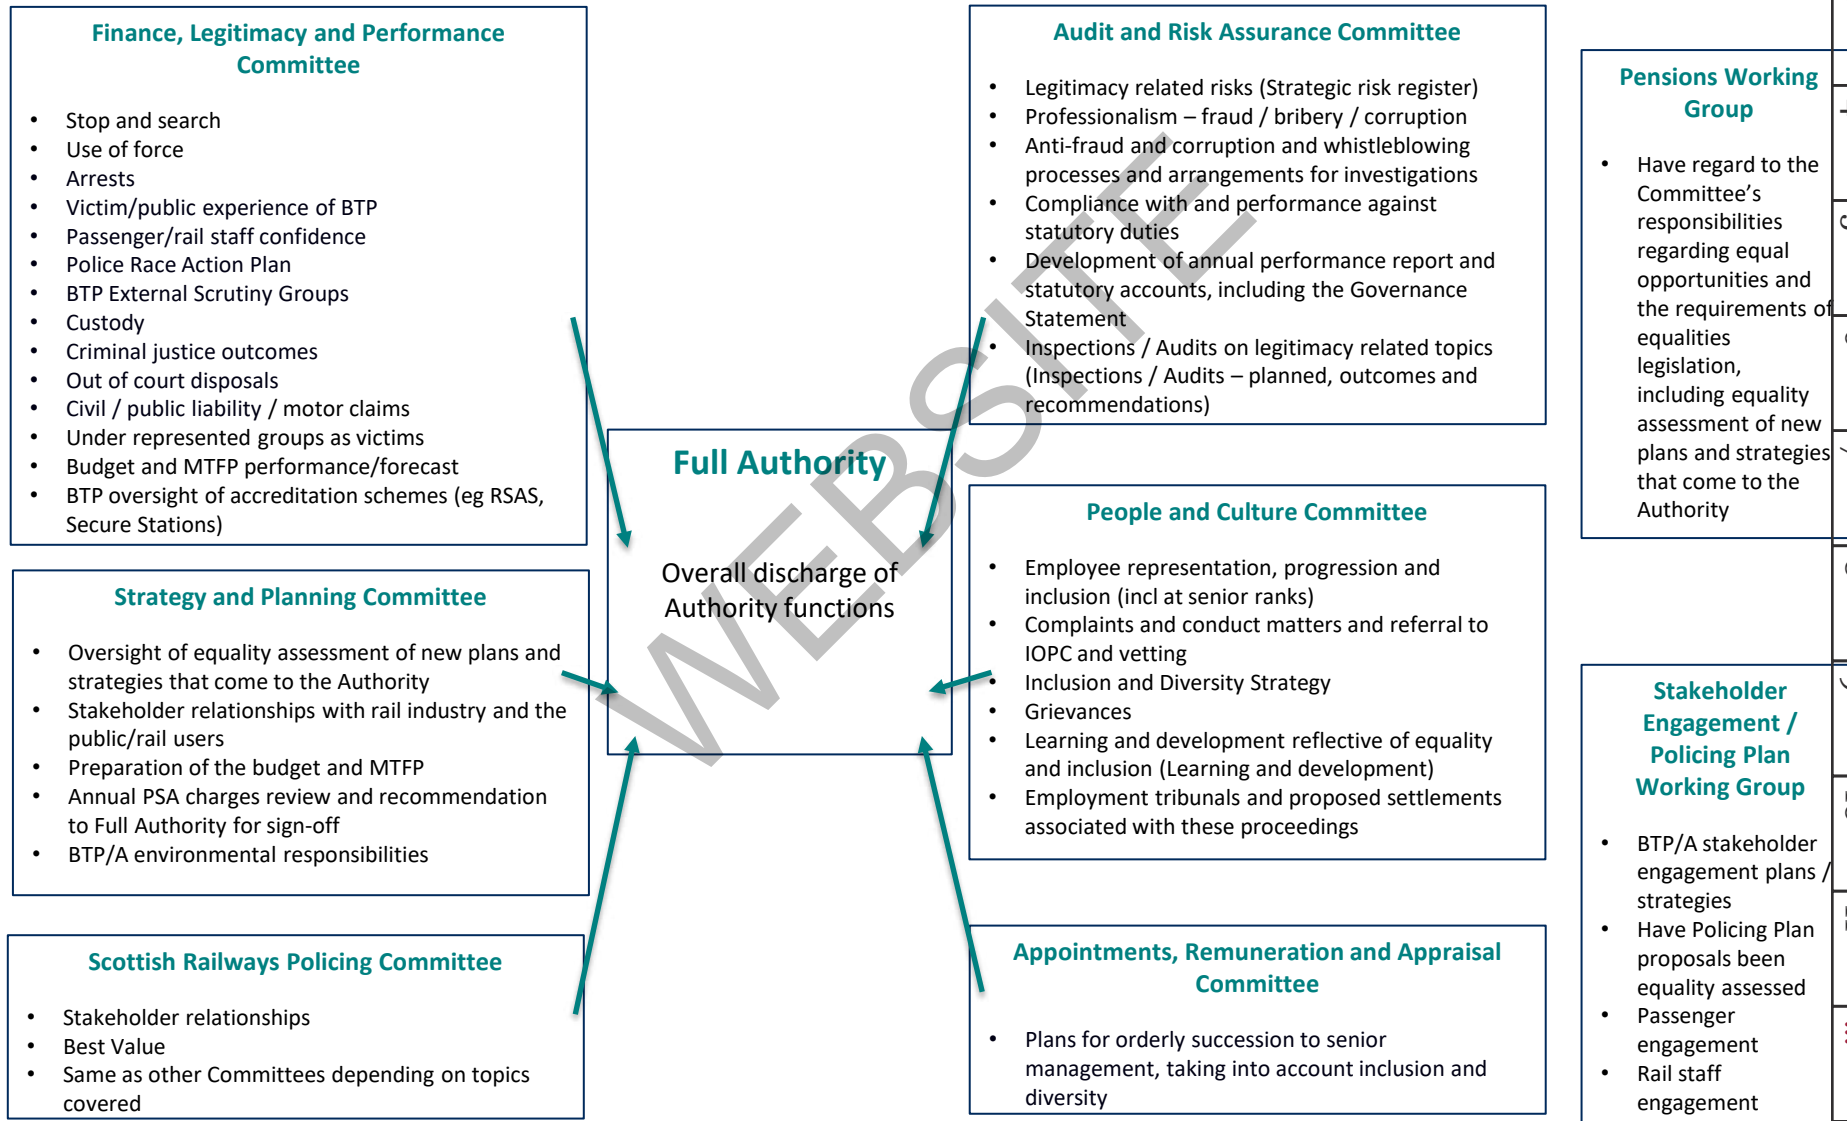 Finance, Legitimacy and Performance
Committee
• Stop and search
• Use of force
• Arrests
• Victim/public experience of BTP
• Passenger/rail staff confidence
• Police Race Action Plan
• BTP External Scrutiny Groups
• Custody
• Criminal justice outcomes
• Out of court disposals
• Civil / public liability / motor claims
• Under represented groups as victims
• Budget and MTFP performance/forecast
• BTP oversight of accreditation schemes (eg RSAS,
Secure Stations)
Strategy and Planning Committee
• Oversight of equality assessment of new plans and
strategies that come to the Authority
• Stakeholder relationships with rail industry and the
public/rail users
• Preparation of the budget and MTFP
• Annual PSA charges review and recommendation
to Full Authority for sign-off
• BTP/A environmental responsibilities
Scottish Railways Policing Committee
• Stakeholder relationships
• Best Value
• Same as other Committees depending on topics
covered
Full Authority
Overall discharge of
Authority functions
WEBSITE
Audit and Risk Assurance Committee
• Legitimacy related risks (Strategic risk register)
• Professionalism – fraud / bribery / corruption
• Anti-fraud and corruption and whistleblowing
processes and arrangements for investigations
• Compliance with and performance against
statutory duties
• Development of annual performance report and
statutory accounts, including the Governance
Statement
• Inspections / Audits on legitimacy related topics
(Inspections / Audits – planned, outcomes and
recommendations)
People and Culture Committee
• Employee representation, progression and
inclusion (incl at senior ranks)
• Complaints and conduct matters and referral to
IOPC and vetting
• Inclusion and Diversity Strategy
• Grievances
• Learning and development reflective of equality
and inclusion (Learning and development)
• Employment tribunals and proposed settlements
associated with these proceedings
Appointments, Remuneration and Appraisal
Committee
• Plans for orderly succession to senior
management, taking into account inclusion and
diversity
Pensions Working
Group
• Have regard to the
Committee’s
responsibilities
regarding equal
opportunities and
the requirements of
equalities
legislation,
including equality
assessment of new
plans and strategies
that come to the
Authority
Stakeholder
Engagement /
Policing Plan
Working Group
• BTP/A stakeholder
engagement plans /
strategies
• Have Policing Plan
proposals been
equality assessed
• Passenger
engagement
• Rail staff
engagement